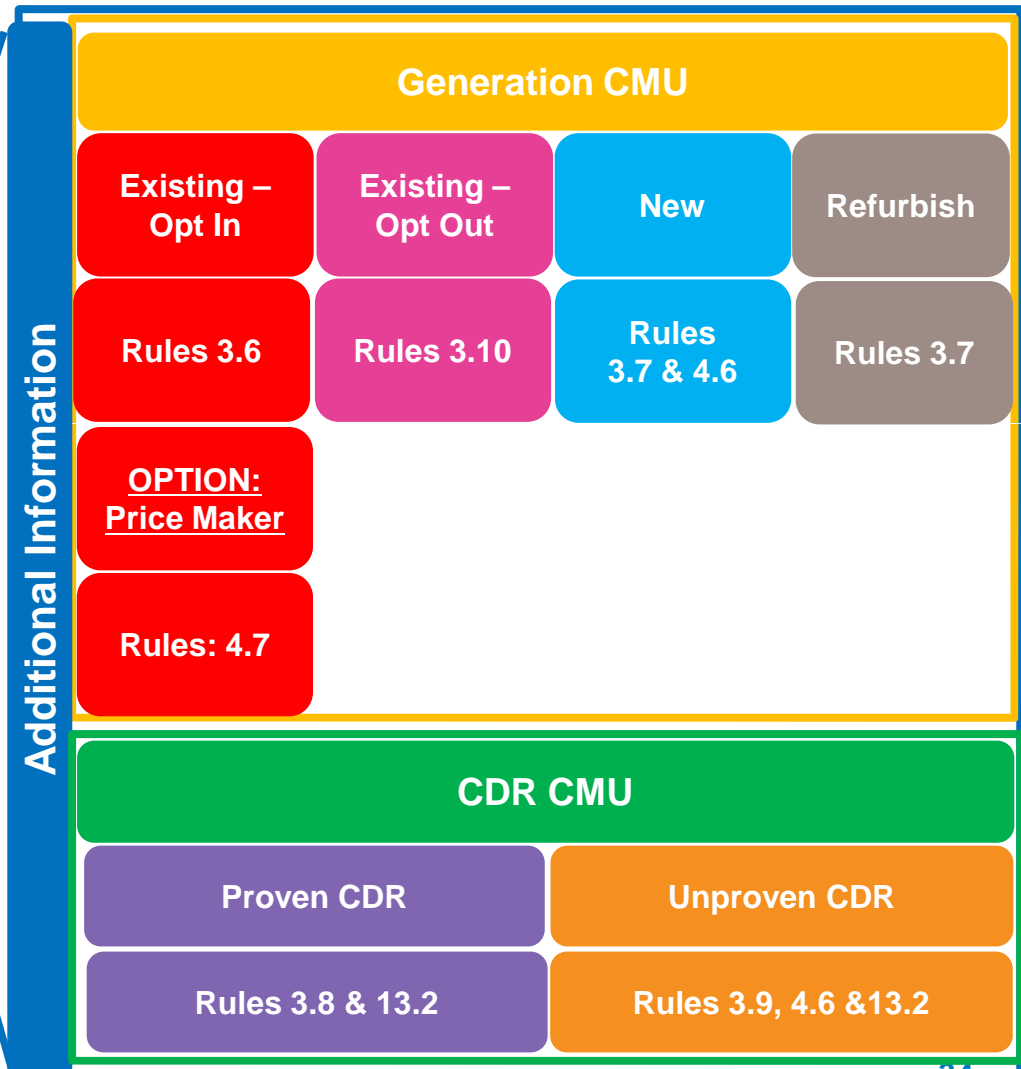 Additional Information
Generation CMU
Existing –
Opt In
Existing –
Opt Out
New
Refurbish
Rules 3.6
Rules 3.10
Rules
3.7 & 4.6
Rules 3.7
OPTION:
Price Maker
Rules: 4.7
CDR CMU
Proven CDR
Unproven CDR
Rules 3.8 & 13.2
Rules 3.9, 4.6 &13.2